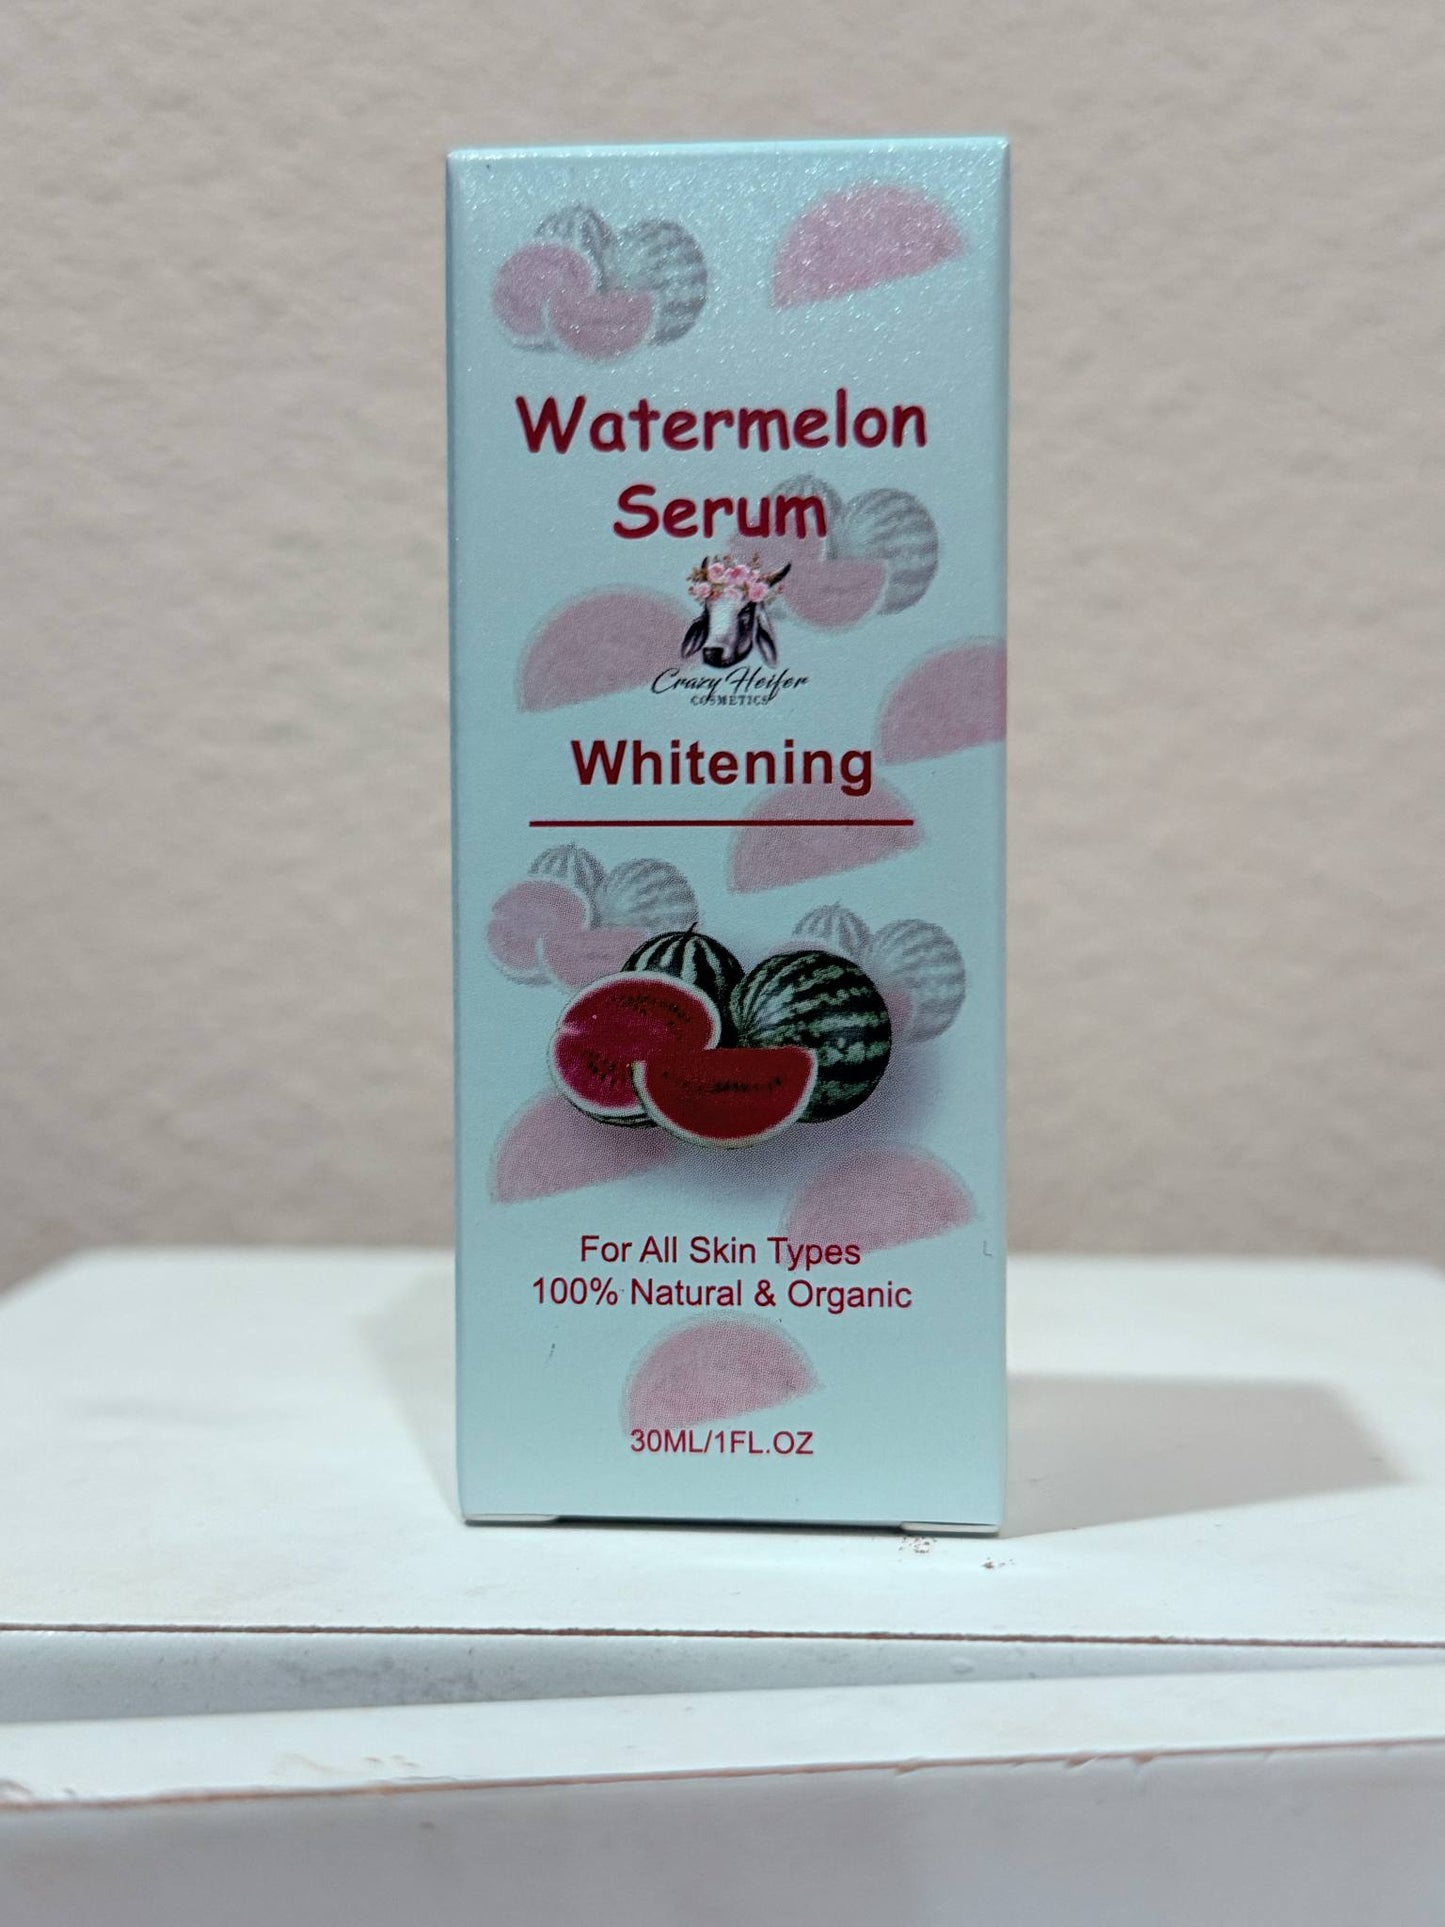 Watermelon
Serum
Crazy Heifer
COSMETICS
Whitening
For All Skin Types
100% Natural & Organic
30ML/1FL.OZ